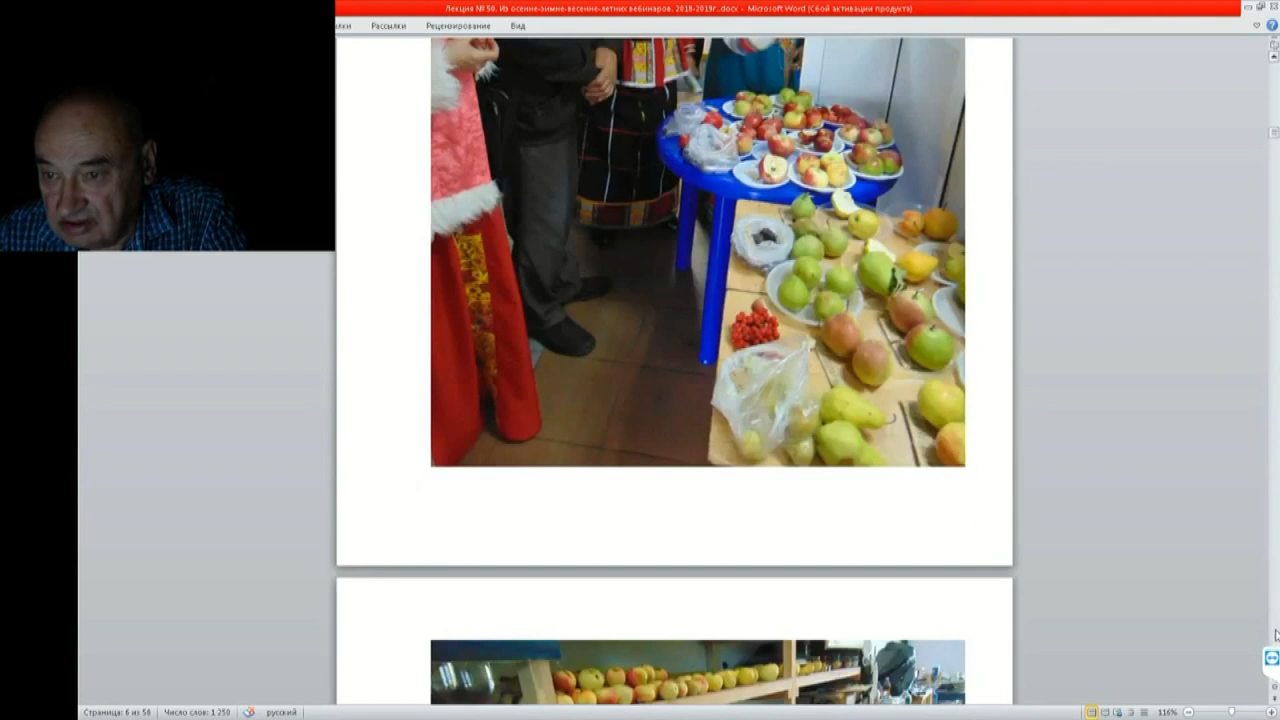 Лекция № 50. Из осенне-зимне-весенне-летних вебинаров. 2018-2019г..docx - Microsoft Word (Сбой активации продукта)
лки Рассылки Рецензирование Вид
Страница: 6 из 58 Число слов: 1 250 русский 116%